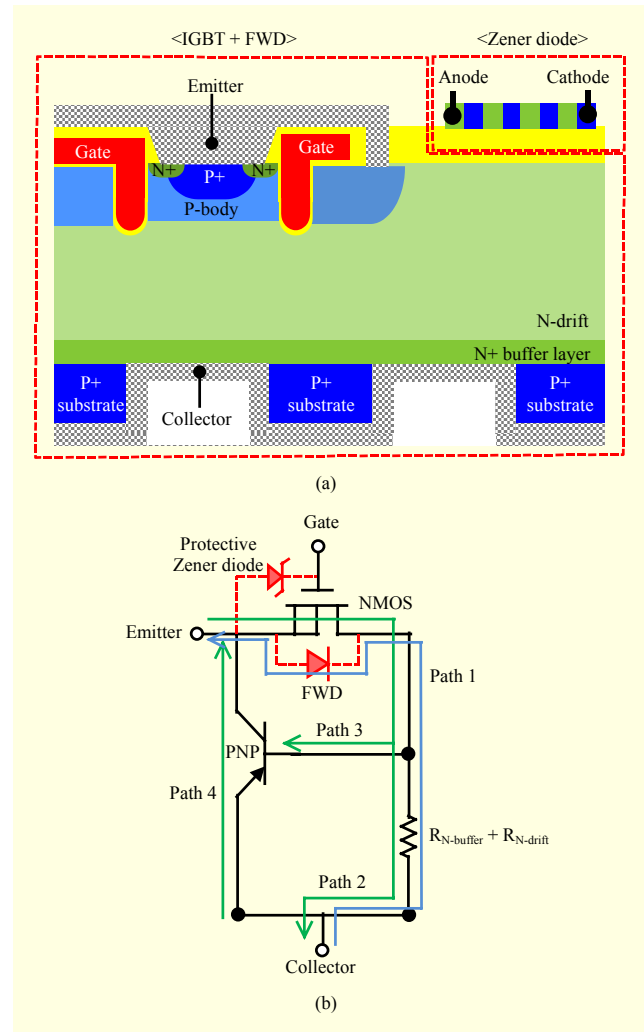 <IGBT + FWD>
<Zener diode>
Emitter
Anode
Cathode
Gate
Gate
N+
P+
N+
P-body
N-drift
N+ buffer layer
P+
substrate
Collector
P+
substrate
P+
substrate
(a)
Gate
Protective
Zener diode
NMOS
Emitter
FWD
Path 1
Path 3
PNP
Path 4
RN-buffer + RN-drift
Path 2
Collector
(b)